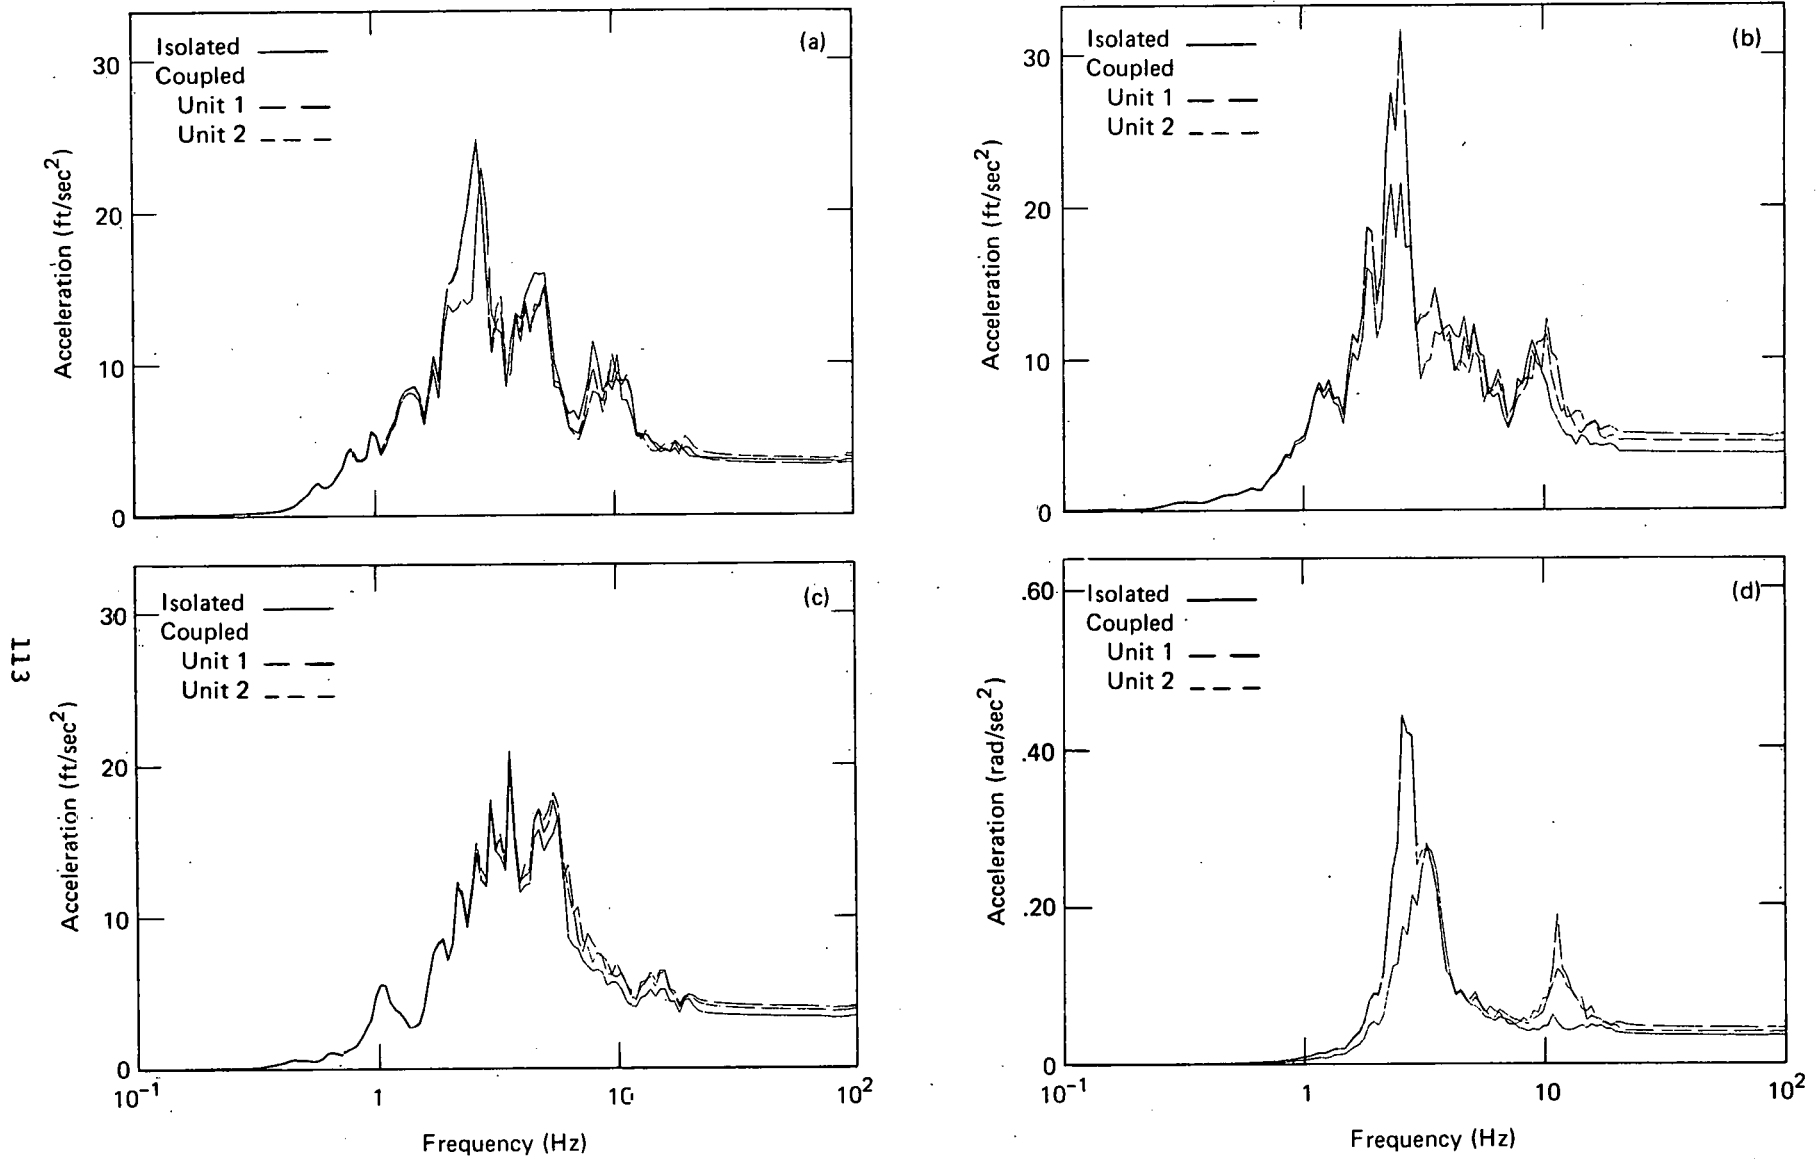 (a)
Isolated
Coupled
Unit 1
Unit 2
30
20
10
0
Acceleration (ft/sec²)
(b)
Isolated
Coupled
Unit 1
Unit 2
30
20
10
0
Acceleration (ft/sec²)
(c)
Isolated
Coupled
Unit 1
Unit 2
30
20
10
0
Acceleration (ft/sec²)
10⁻¹ 1 10 10²
Frequency (Hz)
(d)
Isolated
Coupled
Unit 1
Unit 2
.60
.40
.20
0
Acceleration (rad/sec²)
10⁻¹ 1 10 10²
Frequency (Hz)
113